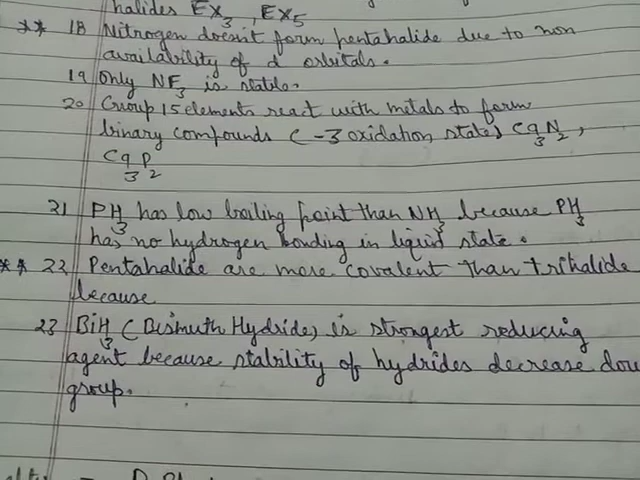 halides EX3, EX5
** 18 Nitrogen doesn't form pentahalide due to non
availability of d orbitals.
19 Only NF3 is stable.
20 Group 15 elements react with metals to form
binary compounds (-3 oxidation state) Ca3N2,
Ca3P2
21 PH3 has low boiling point than NH3 because PH3
has no hydrogen bonding in liquid state.
** 22 Pentahalide are more covalent than trihalide
because
23 BiH3 (Bismuth Hydride) is strongest reducing
agent because stability of hydrides decrease dow
group.